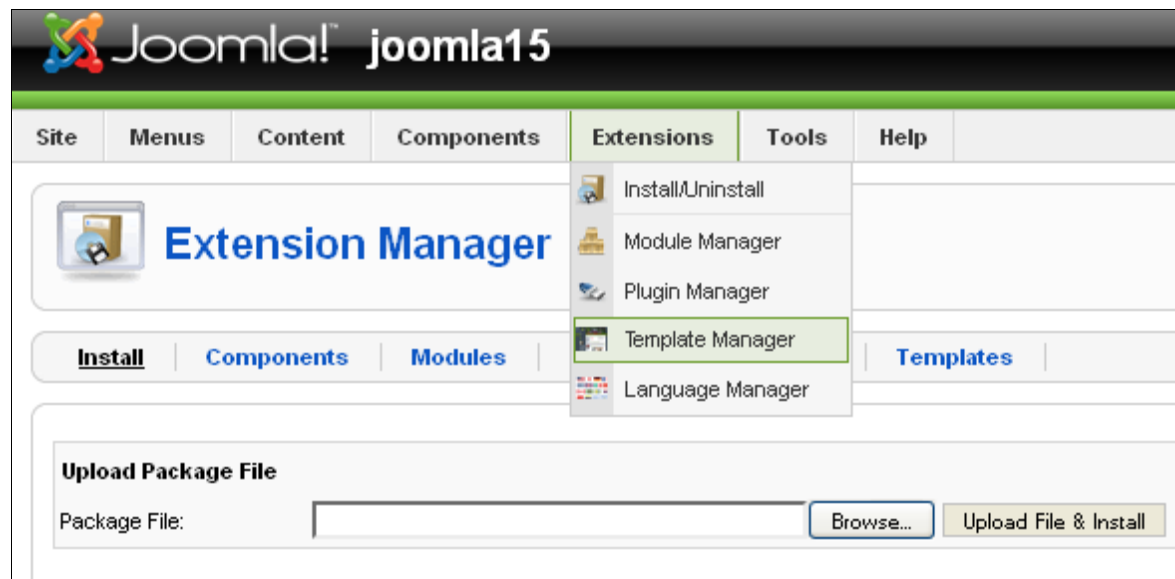 Joomla!™ joomla15
Site Menus Content Components Extensions Tools Help
Install/Uninstall
Extension Manager
Module Manager
Plugin Manager
Template Manager
Language Manager
Install Components Modules Templates
Upload Package File
Package File: Browse... Upload File & Install